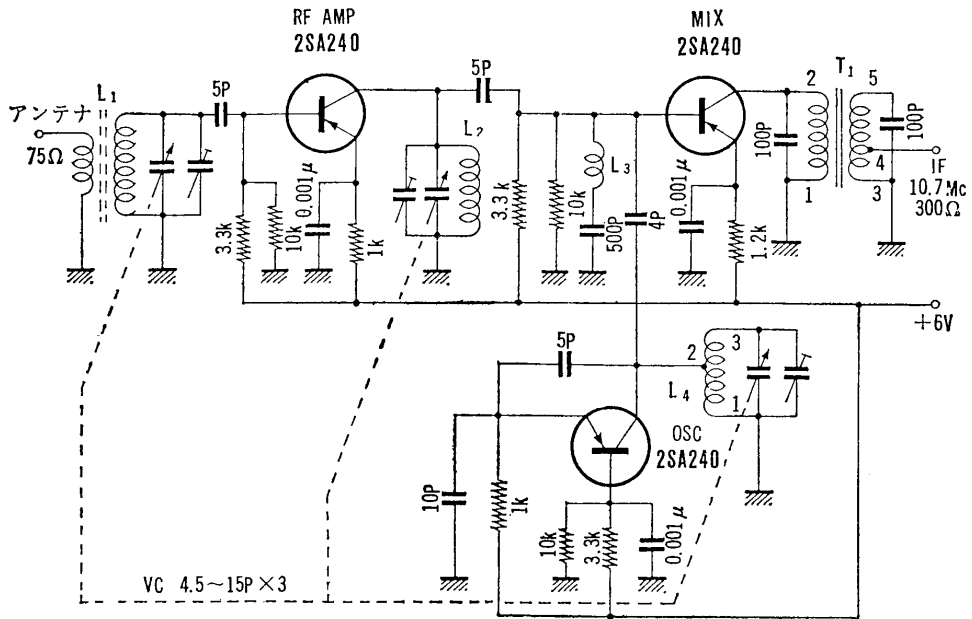 RF AMP
2SA240
MIX
2SA240
アンテナ
75Ω
L1
5P
5P
L2
3.3k
10k
0.001μ
1k
3.3k
10k
L3
500P
4P
0.001μ
1.2k
100P
2
1
T1
5
4
3
100P
IF
10.7Mc
300Ω
+6V
5P
2
3
1
L4
OSC
2SA240
10P
1k
10k
3.3k
0.001μ
VC 4.5~15P×3